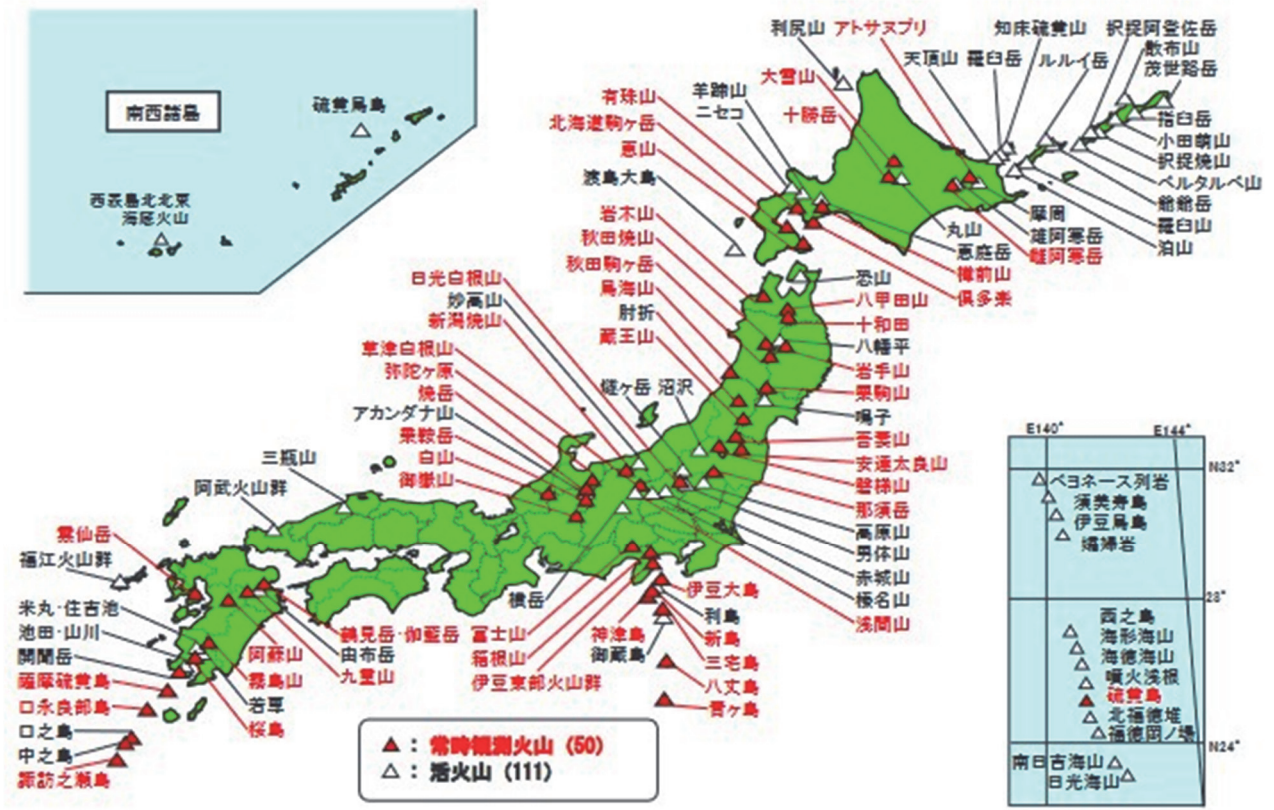 南西諸島
硫黄鳥島
西表島北北東
海底火山
利尻山
アトサヌプリ
知床硫黄山
択捉阿登佐岳
散布山
茂世路岳
天頂山
羅臼岳
ルルイ岳
大雪山
羊蹄山
ニセコ
十勝岳
有珠山
北海道駒ヶ岳
恵山
渡島大島
指臼岳
小田萌山
択捉焼山
ベルタルベ山
爺爺岳
羅臼山
泊山
摩周
雄阿寒岳
雌阿寒岳
丸山
恵庭岳
樽前山
倶多楽
岩木山
秋田焼山
秋田駒ヶ岳
鳥海山
肘折
蔵王山
恐山
八甲田山
十和田
八幡平
岩手山
栗駒山
鳴子
吾妻山
安達太良山
磐梯山
那須岳
高原山
男体山
赤城山
榛名山
浅間山
日光白根山
妙高山
新潟焼山
草津白根山
弥陀ヶ原
焼岳
アカンダナ山
乗鞍岳
白山
御嶽山
燧ヶ岳
沼沢
三瓶山
阿武火山群
雲仙岳
福江火山群
米丸・住吉池
池田・山川
開聞岳
薩摩硫黄島
口永良部島
口之島
中之島
諏訪之瀬島
鶴見岳・伽藍岳
由布岳
九重山
阿蘇山
霧島山
若尊
桜島
横岳
富士山
箱根山
伊豆東部火山群
伊豆大島
利島
新島
神津島
御蔵島
三宅島
八丈島
青ヶ島
▲：常時観測火山（50）
△：活火山（111）
E140°
E144°
N32°
ベヨネース列岩
須美寿島
伊豆鳥島
孀婦岩
28°
西之島
海形海山
海徳海山
噴火浅根
硫黄島
北福徳堆
福徳岡ノ場
N24°
南日吉海山
日光海山